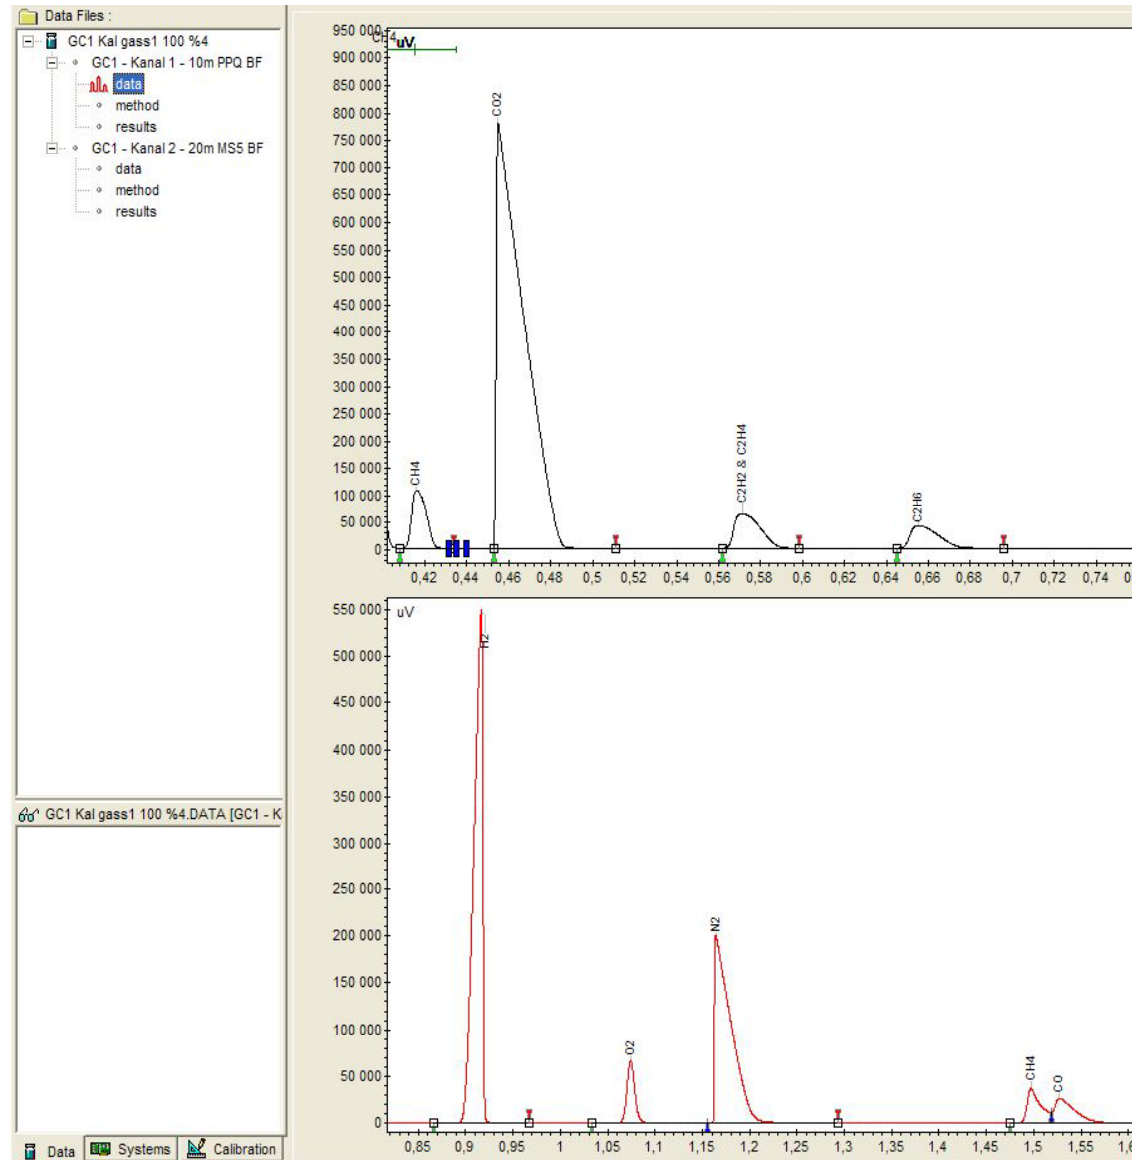 Data Files :
GC1 Kal gass1 100 %4
GC1 - Kanal 1 - 10m PPQ BF
data
method
results
GC1 - Kanal 2 - 20m MS5 BF
data
method
results
GC1 Kal gass1 100 %4.DATA [GC1 - K
Data
Systems
Calibration
950 000
CH4
uV
900 000
850 000
800 000
750 000
700 000
650 000
600 000
550 000
500 000
450 000
400 000
350 000
300 000
250 000
200 000
150 000
100 000
50 000
0
CH4
CO2
C2H2 & C2H4
C2H6
0,42 0,44 0,46 0,48 0,5 0,52 0,54 0,56 0,58 0,6 0,62 0,64 0,66 0,68 0,7 0,72 0,74 0
uV
550 000
500 000
450 000
400 000
350 000
300 000
250 000
200 000
150 000
100 000
50 000
0
H2
O2
N2
CH4
CO
0,85 0,9 0,95 1 1,05 1,1 1,15 1,2 1,25 1,3 1,35 1,4 1,45 1,5 1,55 1,6